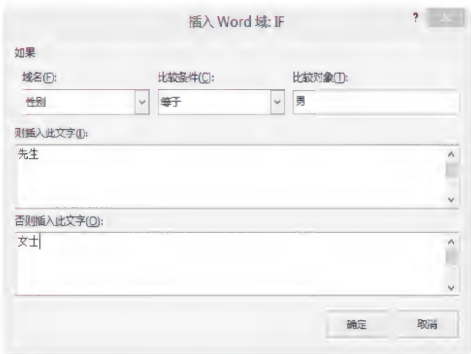 插入 Word 域: IF
?
如果
域名(F): 比较条件(C): 比较对象(T):
性别 等于 男
则插入此文字(I):
先生
否则插入此文字(O):
女士
确定 取消